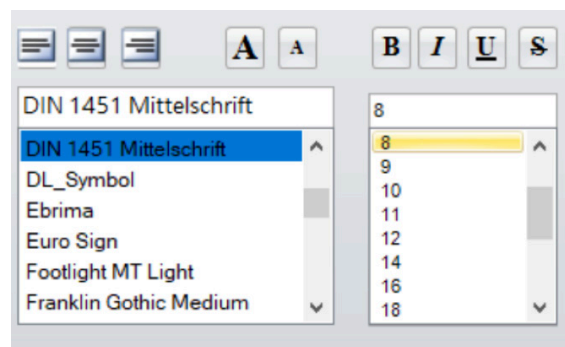 A A B I U S
DIN 1451 Mittelschrift
8
DIN 1451 Mittelschrift
DL_Symbol
Ebrima
Euro Sign
Footlight MT Light
Franklin Gothic Medium
8
9
10
11
12
14
16
18